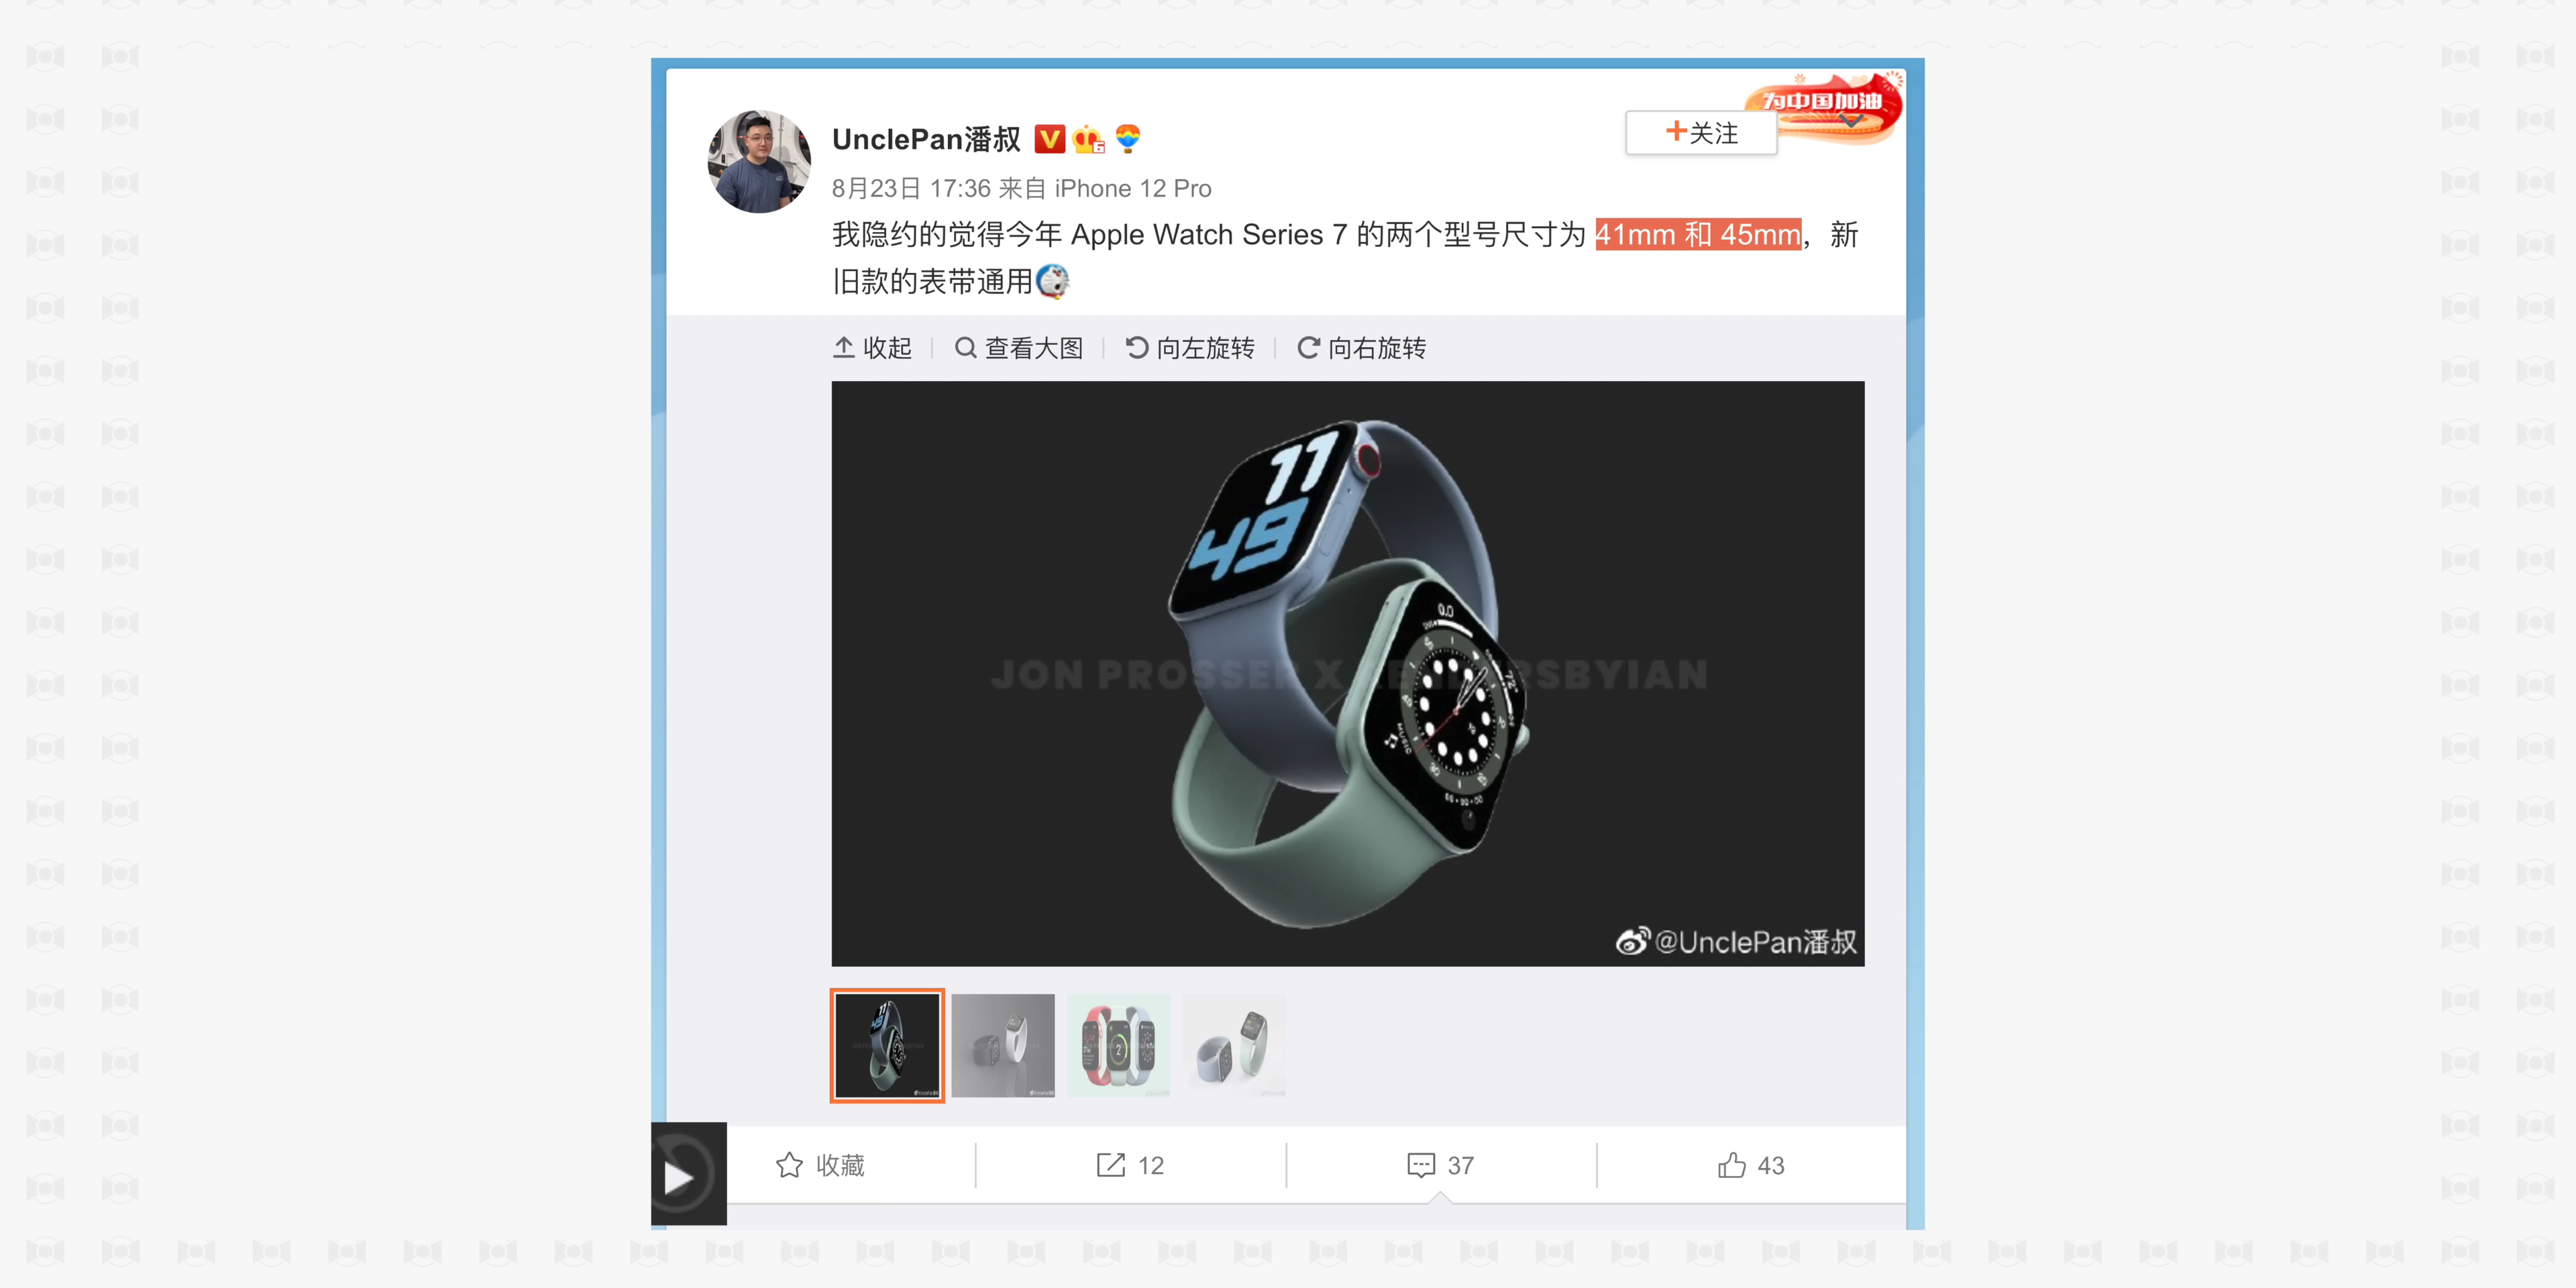 为中国加油
UnclePan潘叔
+关注
8月23日 17:36 来自 iPhone 12 Pro
我隐约的觉得今年 Apple Watch Series 7 的两个型号尺寸为 41mm 和 45mm，新
旧款的表带通用
收起
查看大图
向左旋转
向右旋转
11
49
0.0
MUSIC
@UnclePan潘叔
收藏
12
37
43